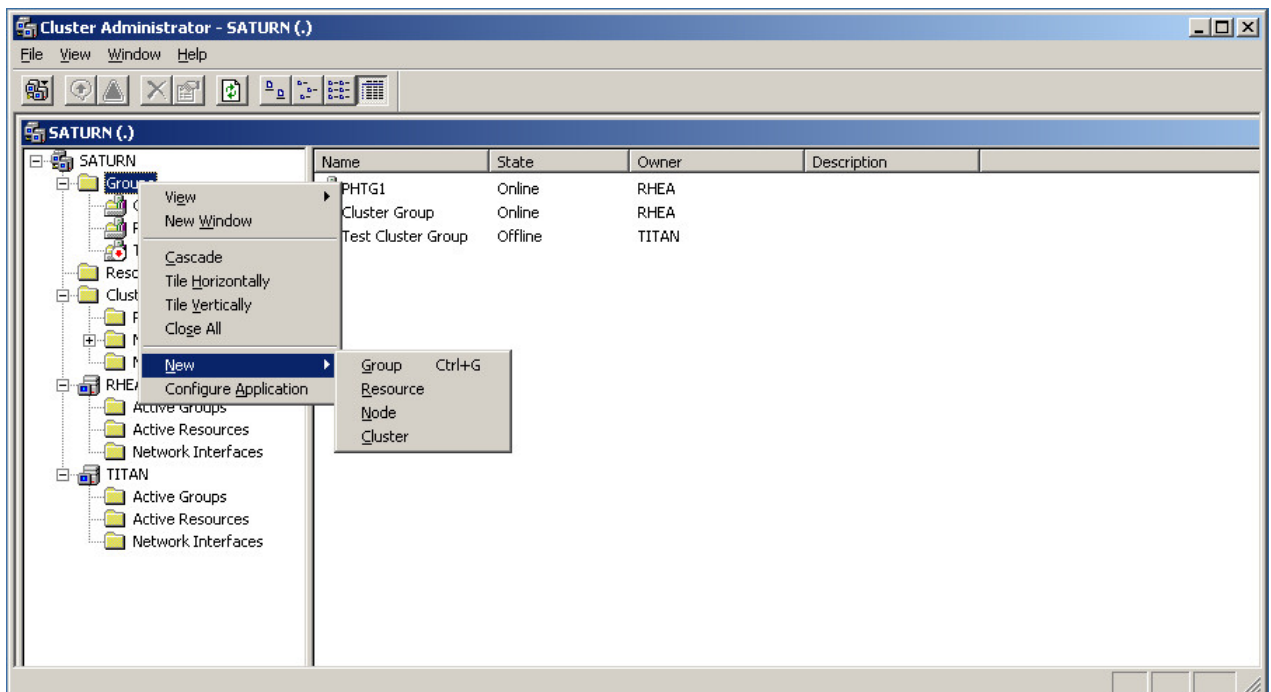 Cluster Administrator - SATURN (.)
File View Window Help
SATURN (.)
SATURN
Name State Owner Description
PHTG1 Online RHEA
Cluster Group Online RHEA
Test Cluster Group Offline TITAN
View
New Window
Cascade
Tile Horizontally
Tile Vertically
Close All
New
Configure Application
Group Ctrl+G
Resource
Node
Cluster
Active Groups
Active Resources
Network Interfaces
TITAN
Active Groups
Active Resources
Network Interfaces